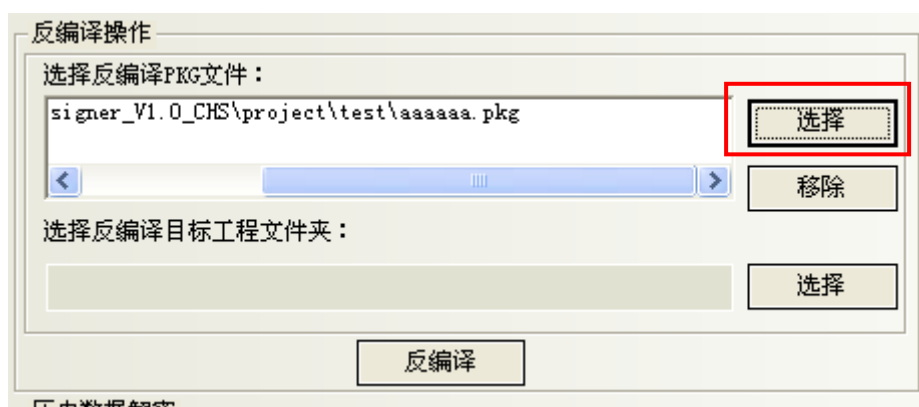 反编译操作
选择反编译PKG文件：
signer_V1.0_CHS\project\test\aaaaaa.pkg
选择
移除
选择反编译目标工程文件夹：
选择
反编译